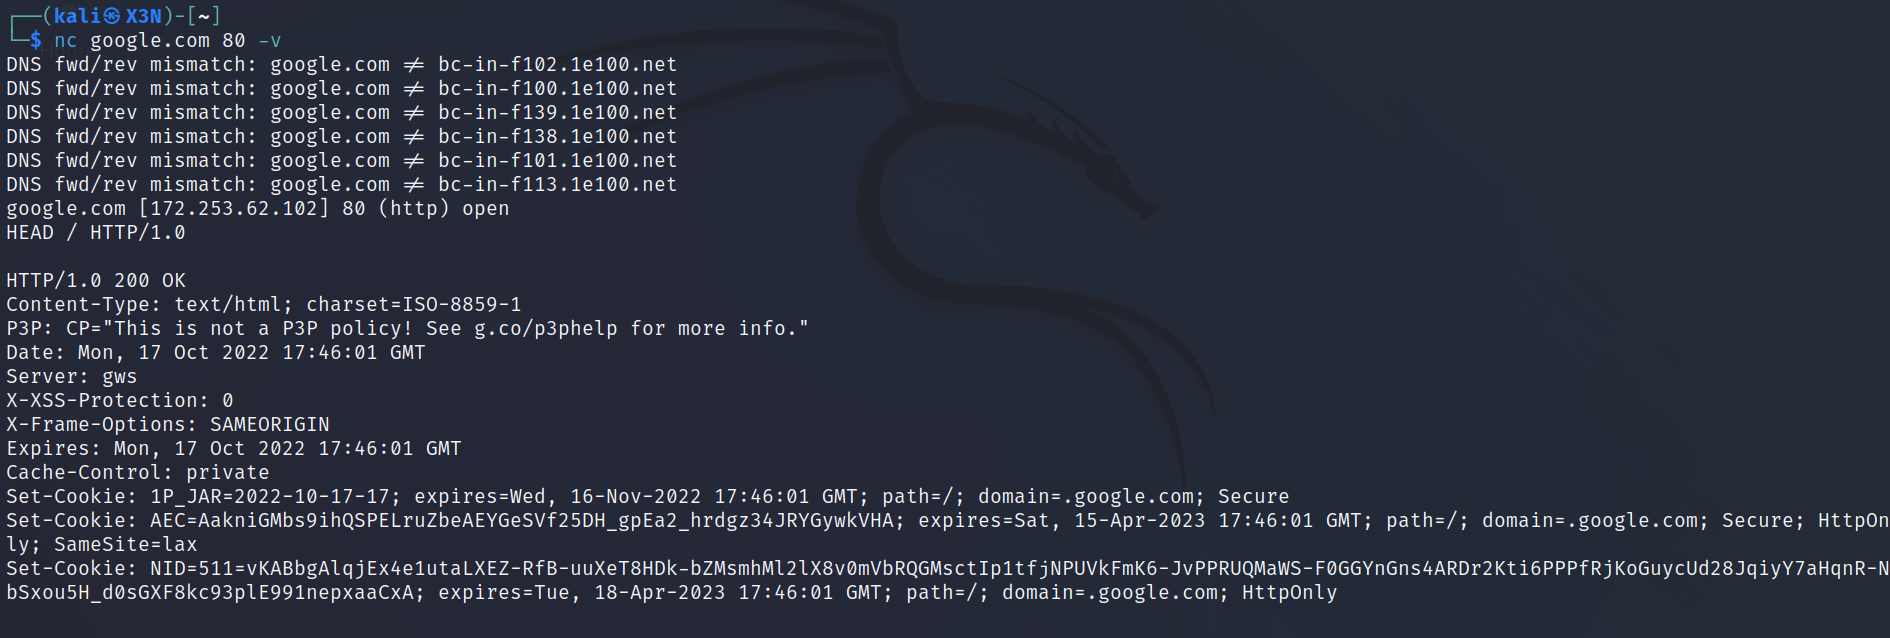 ┌──(kali㉿X3N)-[~]
└─$ nc google.com 80 -v
DNS fwd/rev mismatch: google.com ≠ bc-in-f102.1e100.net
DNS fwd/rev mismatch: google.com ≠ bc-in-f100.1e100.net
DNS fwd/rev mismatch: google.com ≠ bc-in-f139.1e100.net
DNS fwd/rev mismatch: google.com ≠ bc-in-f138.1e100.net
DNS fwd/rev mismatch: google.com ≠ bc-in-f101.1e100.net
DNS fwd/rev mismatch: google.com ≠ bc-in-f113.1e100.net
google.com [172.253.62.102] 80 (http) open
HEAD / HTTP/1.0

HTTP/1.0 200 OK
Content-Type: text/html; charset=ISO-8859-1
P3P: CP="This is not a P3P policy! See g.co/p3phelp for more info."
Date: Mon, 17 Oct 2022 17:46:01 GMT
Server: gws
X-XSS-Protection: 0
X-Frame-Options: SAMEORIGIN
Expires: Mon, 17 Oct 2022 17:46:01 GMT
Cache-Control: private
Set-Cookie: 1P_JAR=2022-10-17-17; expires=Wed, 16-Nov-2022 17:46:01 GMT; path=/; domain=.google.com; Secure
Set-Cookie: AEC=AakniGMbs9ihQSPELruZbeAEYGeSVf25DH_gpEa2_hrdgz34JRYGywkVHA; expires=Sat, 15-Apr-2023 17:46:01 GMT; path=/; domain=.google.com; Secure; HttpOn
ly; SameSite=lax
Set-Cookie: NID=511=vKABbgAlqjEx4e1utaLXEZ-RfB-uuXeT8HDk-bZMsmhMl2lX8v0mVbRQGMsctIp1tfjNPUVkFmK6-JvPPRUQMaWS-F0GGYnGns4ARDr2Kti6PPPfRjKoGuycUd28JqiyY7aHqnR-N
bSxou5H_d0sGXF8kc93plE991nepxaaCxA; expires=Tue, 18-Apr-2023 17:46:01 GMT; path=/; domain=.google.com; HttpOnly